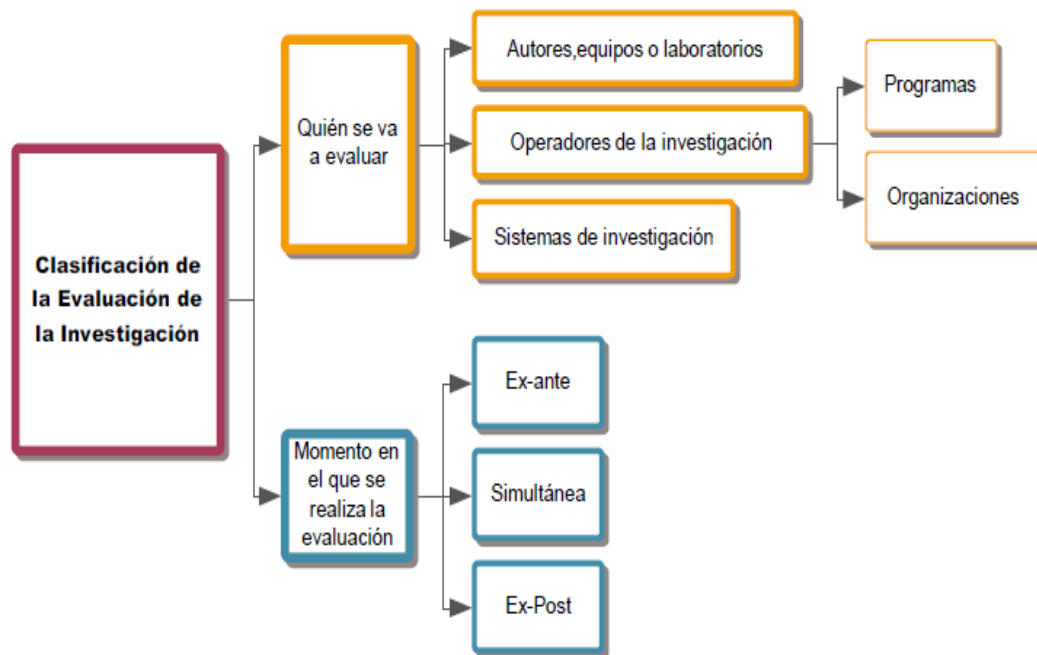 Clasificación de
la Evaluación de
la Investigación
Quién se va
a evaluar
Autores,equipos o laboratorios
Operadores de la investigación
Sistemas de investigación
Programas
Organizaciones
Momento en
el que se
realiza la
evaluación
Ex-ante
Simultánea
Ex-Post